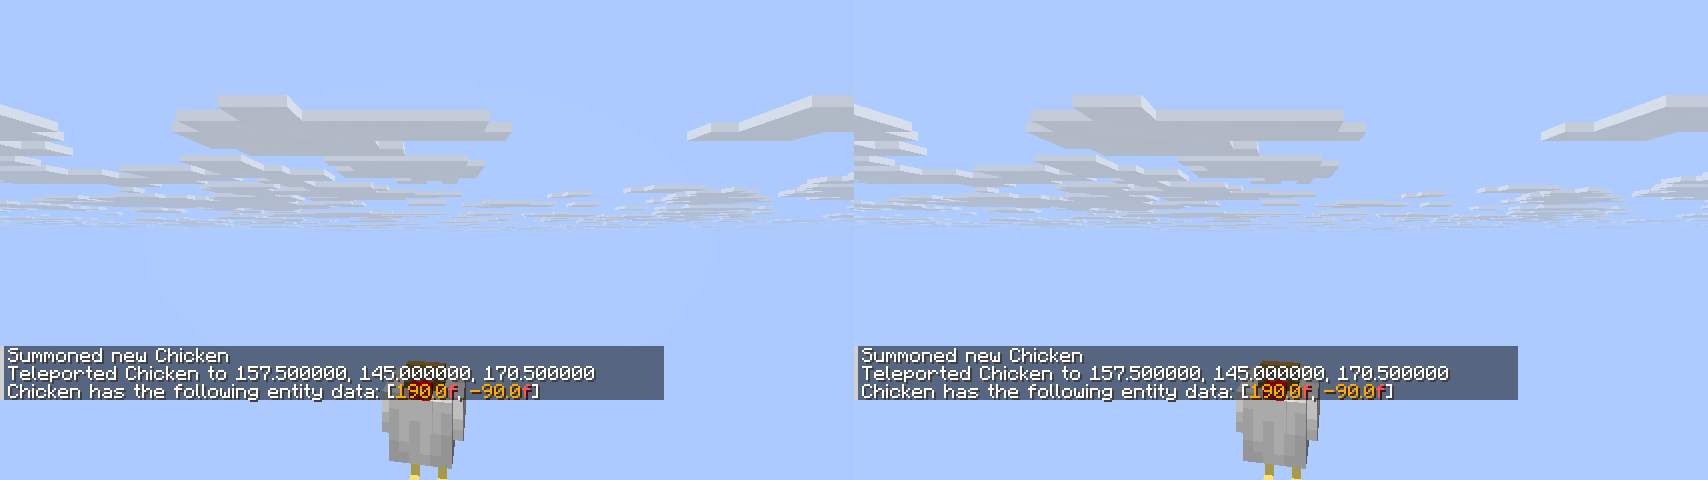 Summoned new Chicken
Teleported Chicken to 157.500000, 145.000000, 170.500000
Chicken has the following entity data: [190.0f, -90.0f]
Summoned new Chicken
Teleported Chicken to 157.500000, 145.000000, 170.500000
Chicken has the following entity data: [190.0f, -90.0f]